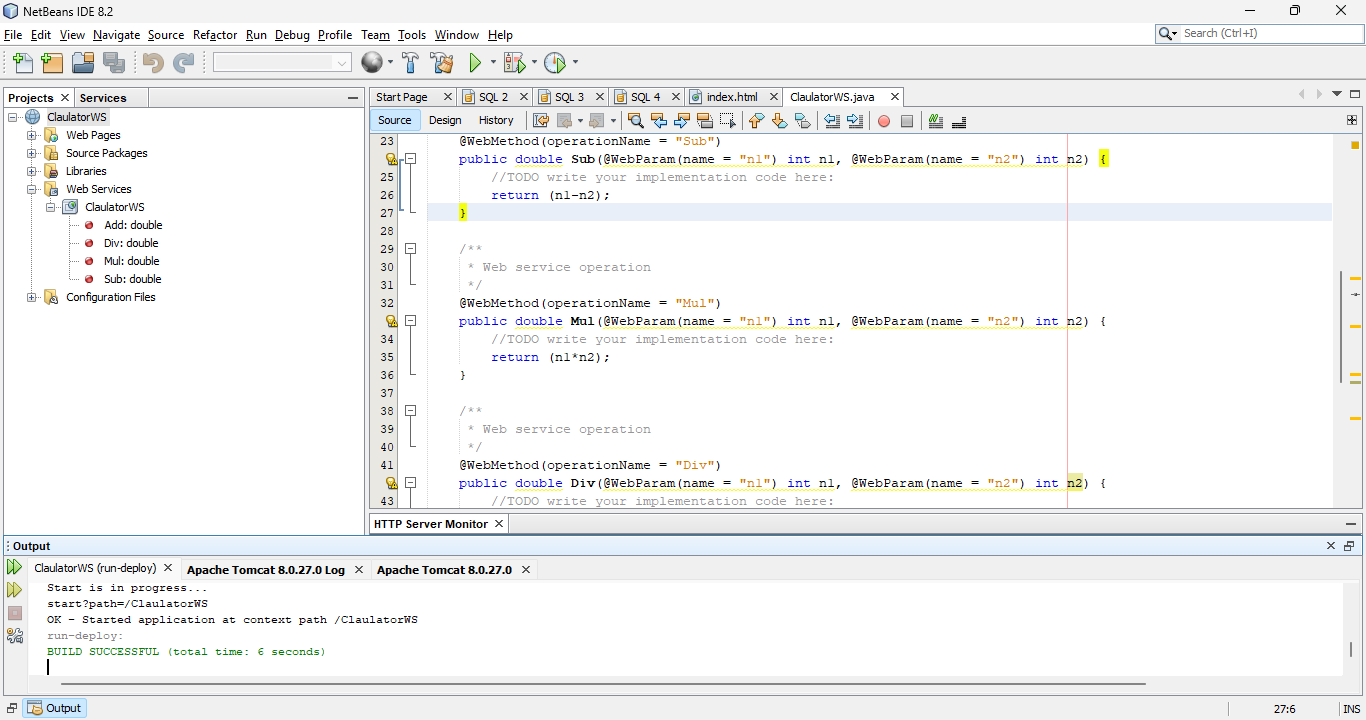 NetBeans IDE 8.2
File Edit View Navigate Source Refactor Run Debug Profile Team Tools Window Help
Search (Ctrl+I)
Projects Services
ClaulatorWS
Web Pages
Source Packages
Libraries
Web Services
ClaulatorWS
Add: double
Div: double
Mul: double
Sub: double
Configuration Files
Start Page SQL 2 SQL 3 SQL 4 index.html ClaulatorWS.java
Source Design History
23 @WebMethod(operationName = "Sub")
public double Sub(@WebParam(name = "n1") int n1, @WebParam(name = "n2") int n2) {
25 //TODO write your implementation code here:
26 return (n1-n2);
27 }
28
29 /**
30 * Web service operation
31 */
32 @WebMethod(operationName = "Mul")
public double Mul(@WebParam(name = "n1") int n1, @WebParam(name = "n2") int n2) {
34 //TODO write your implementation code here:
35 return (n1*n2);
36 }
37
38 /**
39 * Web service operation
40 */
41 @WebMethod(operationName = "Div")
public double Div(@WebParam(name = "n1") int n1, @WebParam(name = "n2") int n2) {
43 //TODO write your implementation code here:
HTTP Server Monitor
Output
ClaulatorWS (run-deploy) Apache Tomcat 8.0.27.0 Log Apache Tomcat 8.0.27.0
Start is in progress...
start?path=/ClaulatorWS
OK - Started application at context path /ClaulatorWS
run-deploy:
BUILD SUCCESSFUL (total time: 6 seconds)
Output
27:6 INS